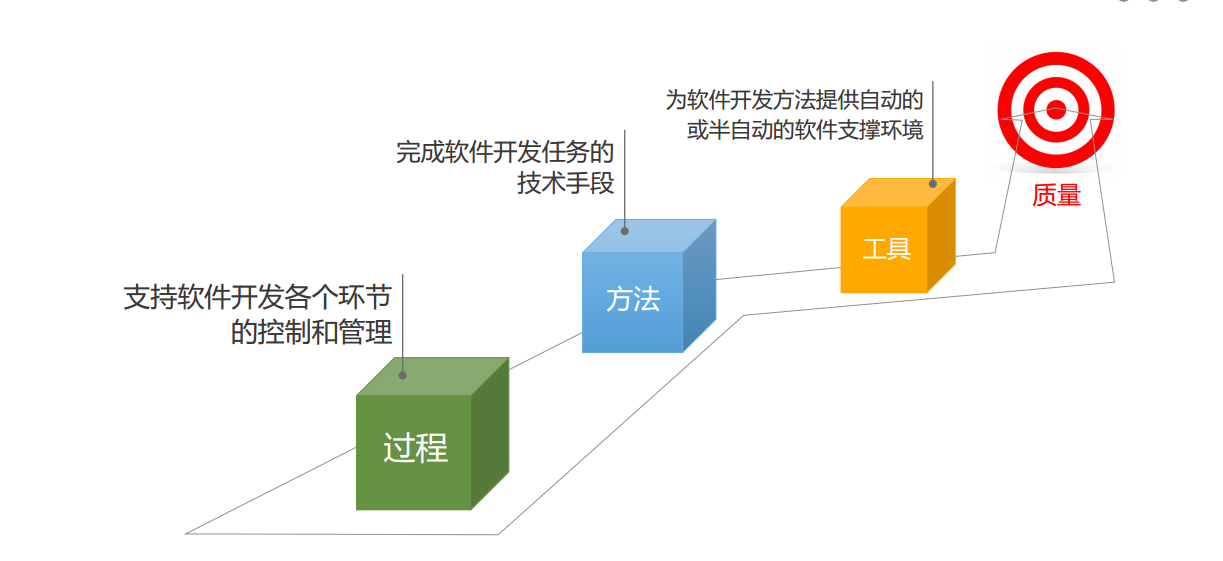 为软件开发方法提供自动的
或半自动的软件支撑环境
完成软件开发任务的
技术手段
质量
工具
支持软件开发各个环节
的控制和管理
方法
过程